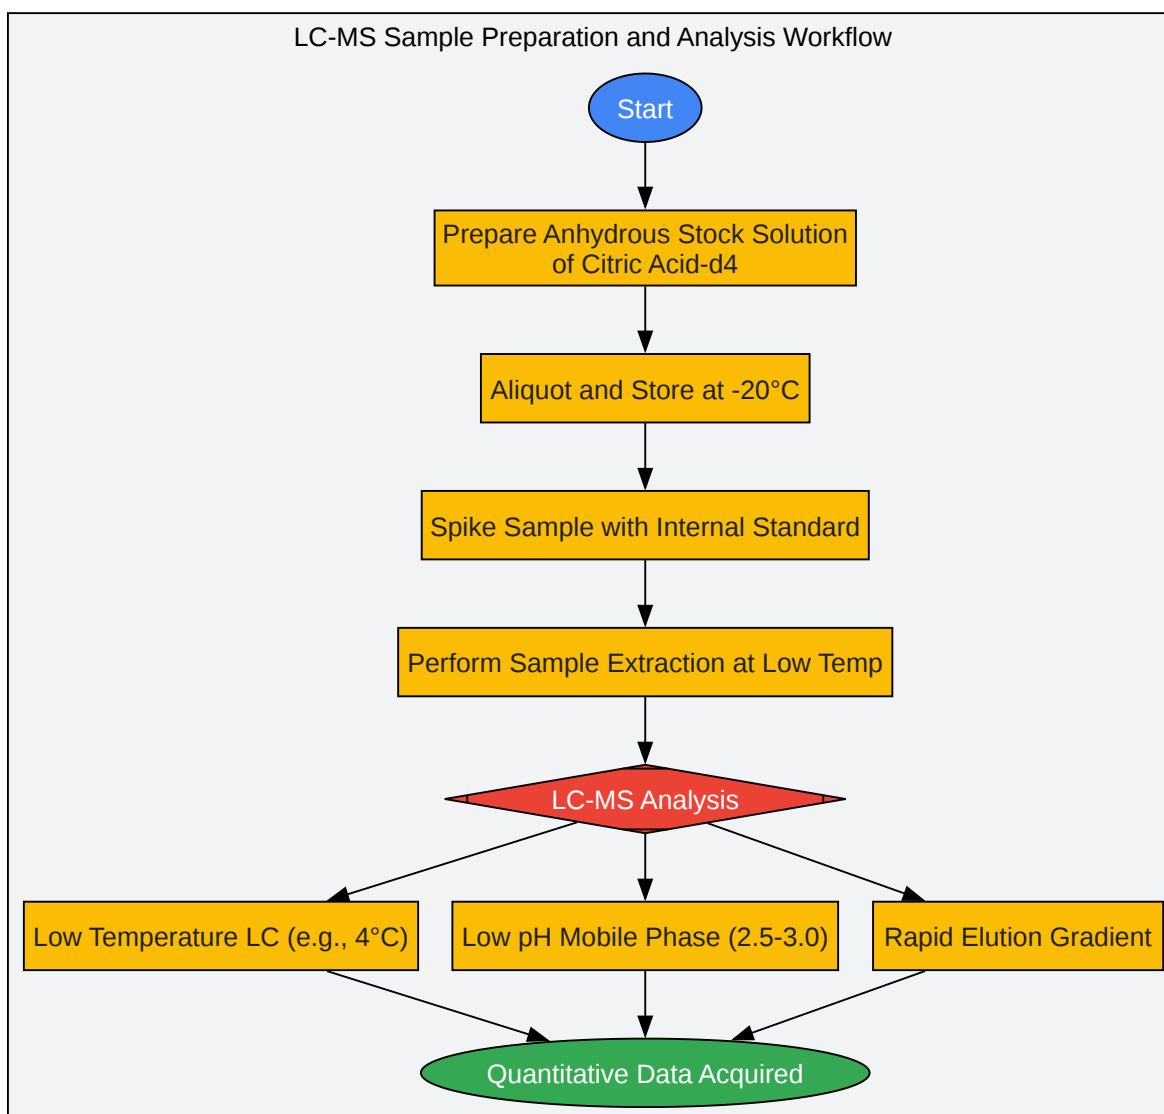 LC-MS Sample Preparation and Analysis Workflow
Start
Prepare Anhydrous Stock Solution
of Citric Acid-d4
Aliquot and Store at -20°C
Spike Sample with Internal Standard
Perform Sample Extraction at Low Temp
LC-MS Analysis
Low Temperature LC (e.g., 4°C)
Low pH Mobile Phase (2.5-3.0)
Rapid Elution Gradient
Quantitative Data Acquired